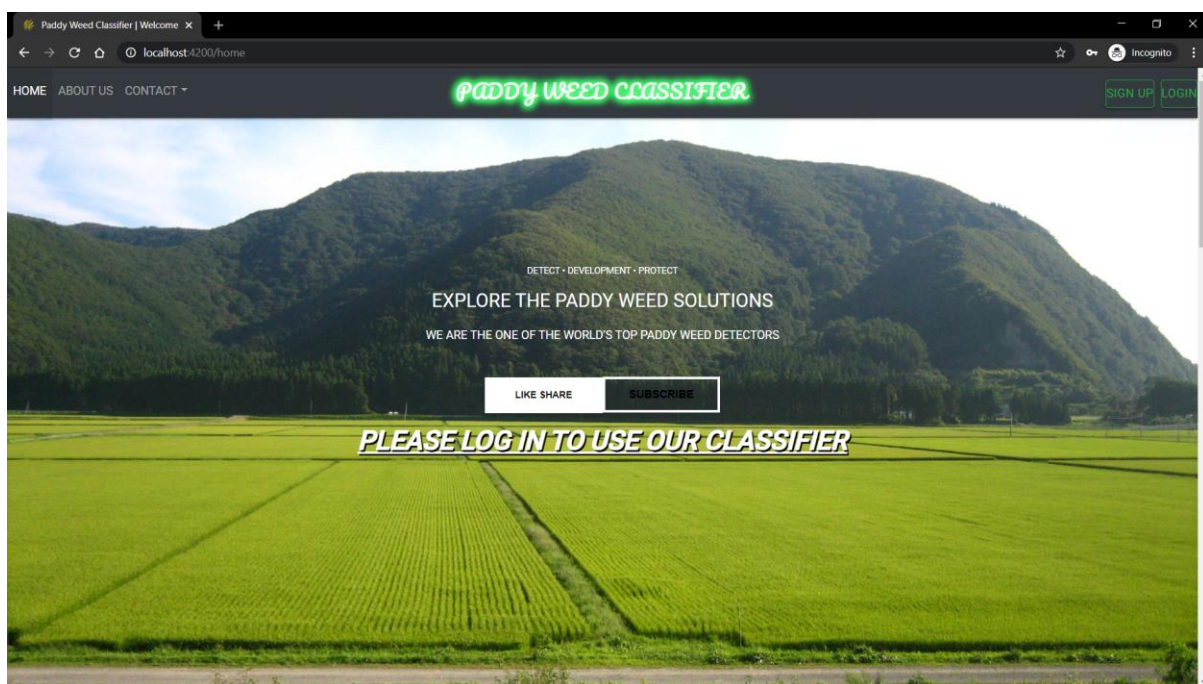 Paddy Weed Classifier | Welcome
localhost:4200/home
Incognito
HOME ABOUT US CONTACT
PADDY WEED CLASSIFIER
SIGN UP LOGIN
DETECT • DEVELOPMENT • PROTECT
EXPLORE THE PADDY WEED SOLUTIONS
WE ARE THE ONE OF THE WORLD'S TOP PADDY WEED DETECTORS
LIKE SHARE SUBSCRIBE
PLEASE LOG IN TO USE OUR CLASSIFIER